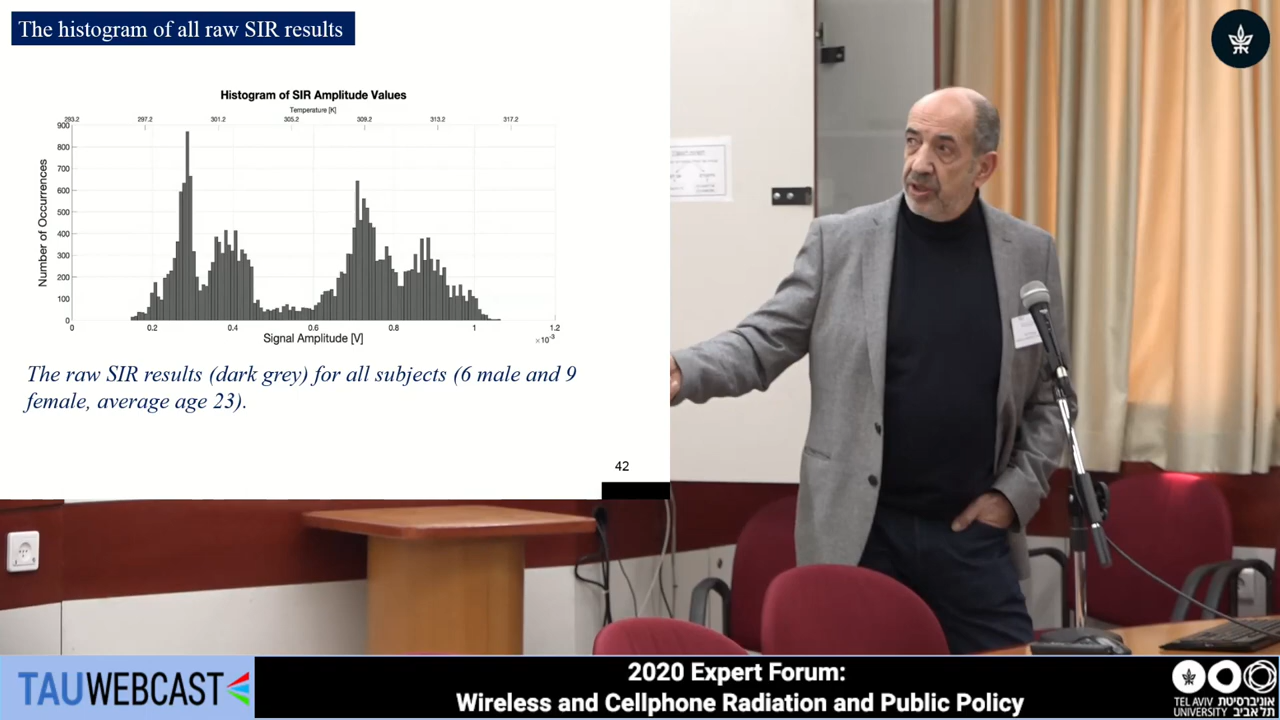 The histogram of all raw SIR results
Histogram of SIR Amplitude Values
Temperature [K]
293.2 297.2 301.2 305.2 309.2 313.2 317.2
Number of Occurrences
900
800
700
600
500
400
300
200
100
0
0 0.2 0.4 0.6 0.8 1 1.2
Signal Amplitude [V]
×10⁻³
The raw SIR results (dark grey) for all subjects (6 male and 9
female, average age 23).
42
TAUWEBCAST
2020 Expert Forum:
Wireless and Cellphone Radiation and Public Policy
TEL AVIV אוניברסיטת
UNIVERSITY תל אביב